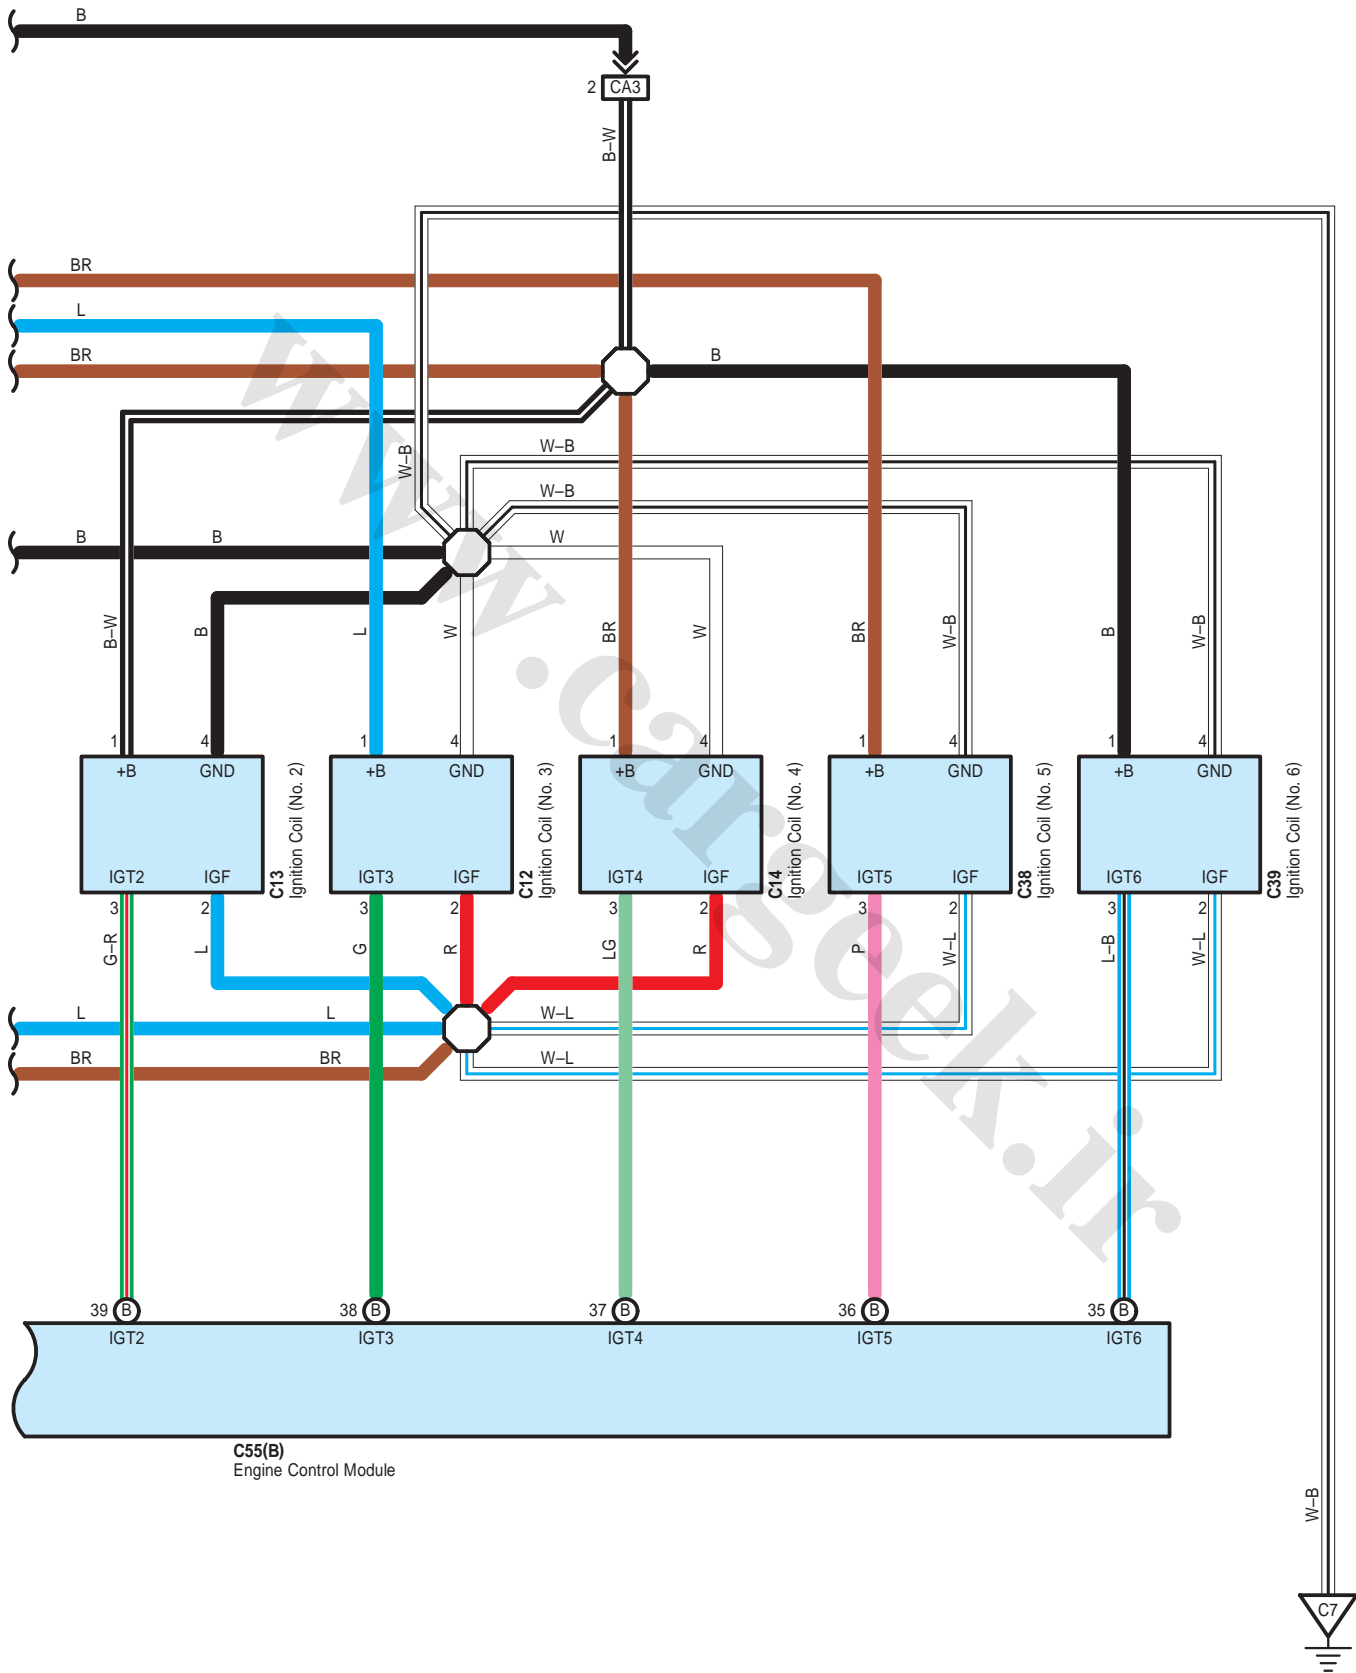 B
2 CA3
B–W
BR
L
BR
B
W–B
W–B
W–B
B
B
W
B–W
B
L
W
BR
W
BR
W–B
B
W–B
1
4
1
4
1
4
1
4
1
4
+B
GND
+B
GND
+B
GND
+B
GND
+B
GND
C13
Ignition Coil (No. 2)
C12
Ignition Coil (No. 3)
C14
Ignition Coil (No. 4)
C38
Ignition Coil (No. 5)
C39
Ignition Coil (No. 6)
IGT2
IGF
IGT3
IGF
IGT4
IGF
IGT5
IGF
IGT6
IGF
3
2
3
2
3
2
3
2
3
2
G–R
L
G
R
LG
R
P
W–L
L–B
W–L
L
L
W–L
BR
BR
W–L
39 B
38 B
37 B
36 B
35 B
IGT2
IGT3
IGT4
IGT5
IGT6
C55(B)
Engine Control Module
W–B
C7
www.cargeek.ir